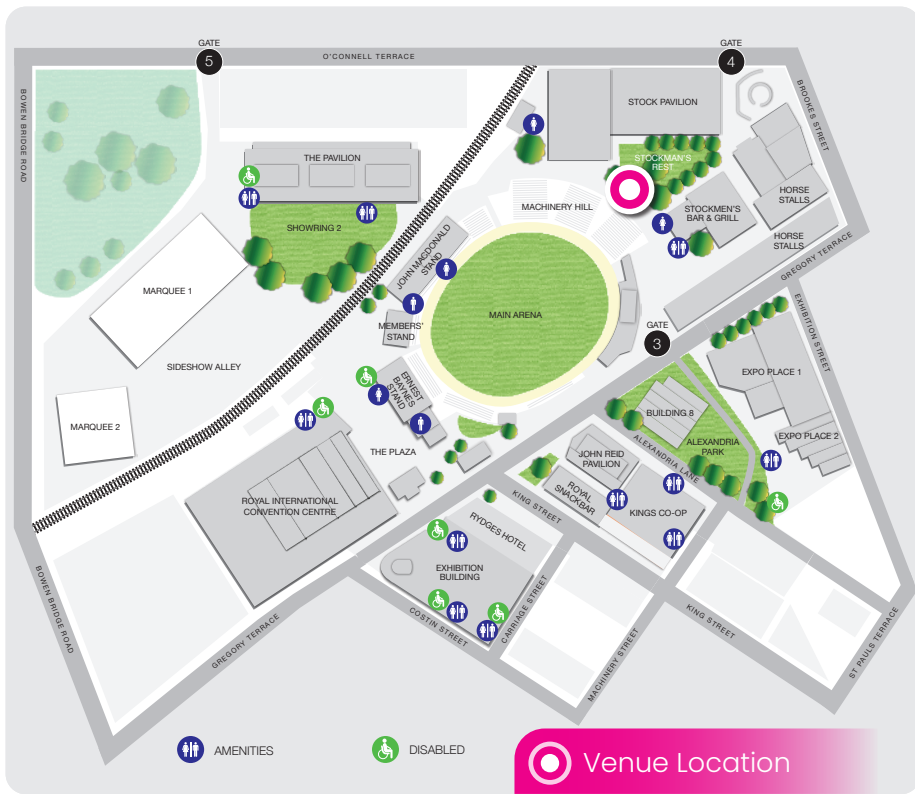 GATE
5
O'CONNELL TERRACE
GATE
4
BOWEN BRIDGE ROAD
BROOKES STREET
STOCK PAVILION
THE PAVILION
STOCKMAN'S
REST
HORSE
STALLS
MACHINERY HILL
STOCKMEN'S
BAR & GRILL
SHOWRING 2
JOHN MACDONALD
STAND
HORSE
STALLS
GREGORY TERRACE
MARQUEE 1
EXHIBITION STREET
MAIN ARENA
MEMBERS'
STAND
GATE
3
SIDESHOW ALLEY
EXPO PLACE 1
ERNEST
BAYNES
STAND
BUILDING 8
MARQUEE 2
EXPO PLACE 2
ALEXANDRIA
PARK
THE PLAZA
ALEXANDRIA LANE
JOHN REID
PAVILION
ROYAL
SNACKBAR
ROYAL INTERNATIONAL
CONVENTION CENTRE
KING STREET
KINGS CO-OP
RYDGES HOTEL
EXHIBITION
BUILDING
BOWEN BRIDGE ROAD
GREGORY TERRACE
COSTIN STREET
CARRIAGE STREET
KING STREET
MACHINERY STREET
ST PAULS TERRACE
AMENITIES
DISABLED
Venue Location